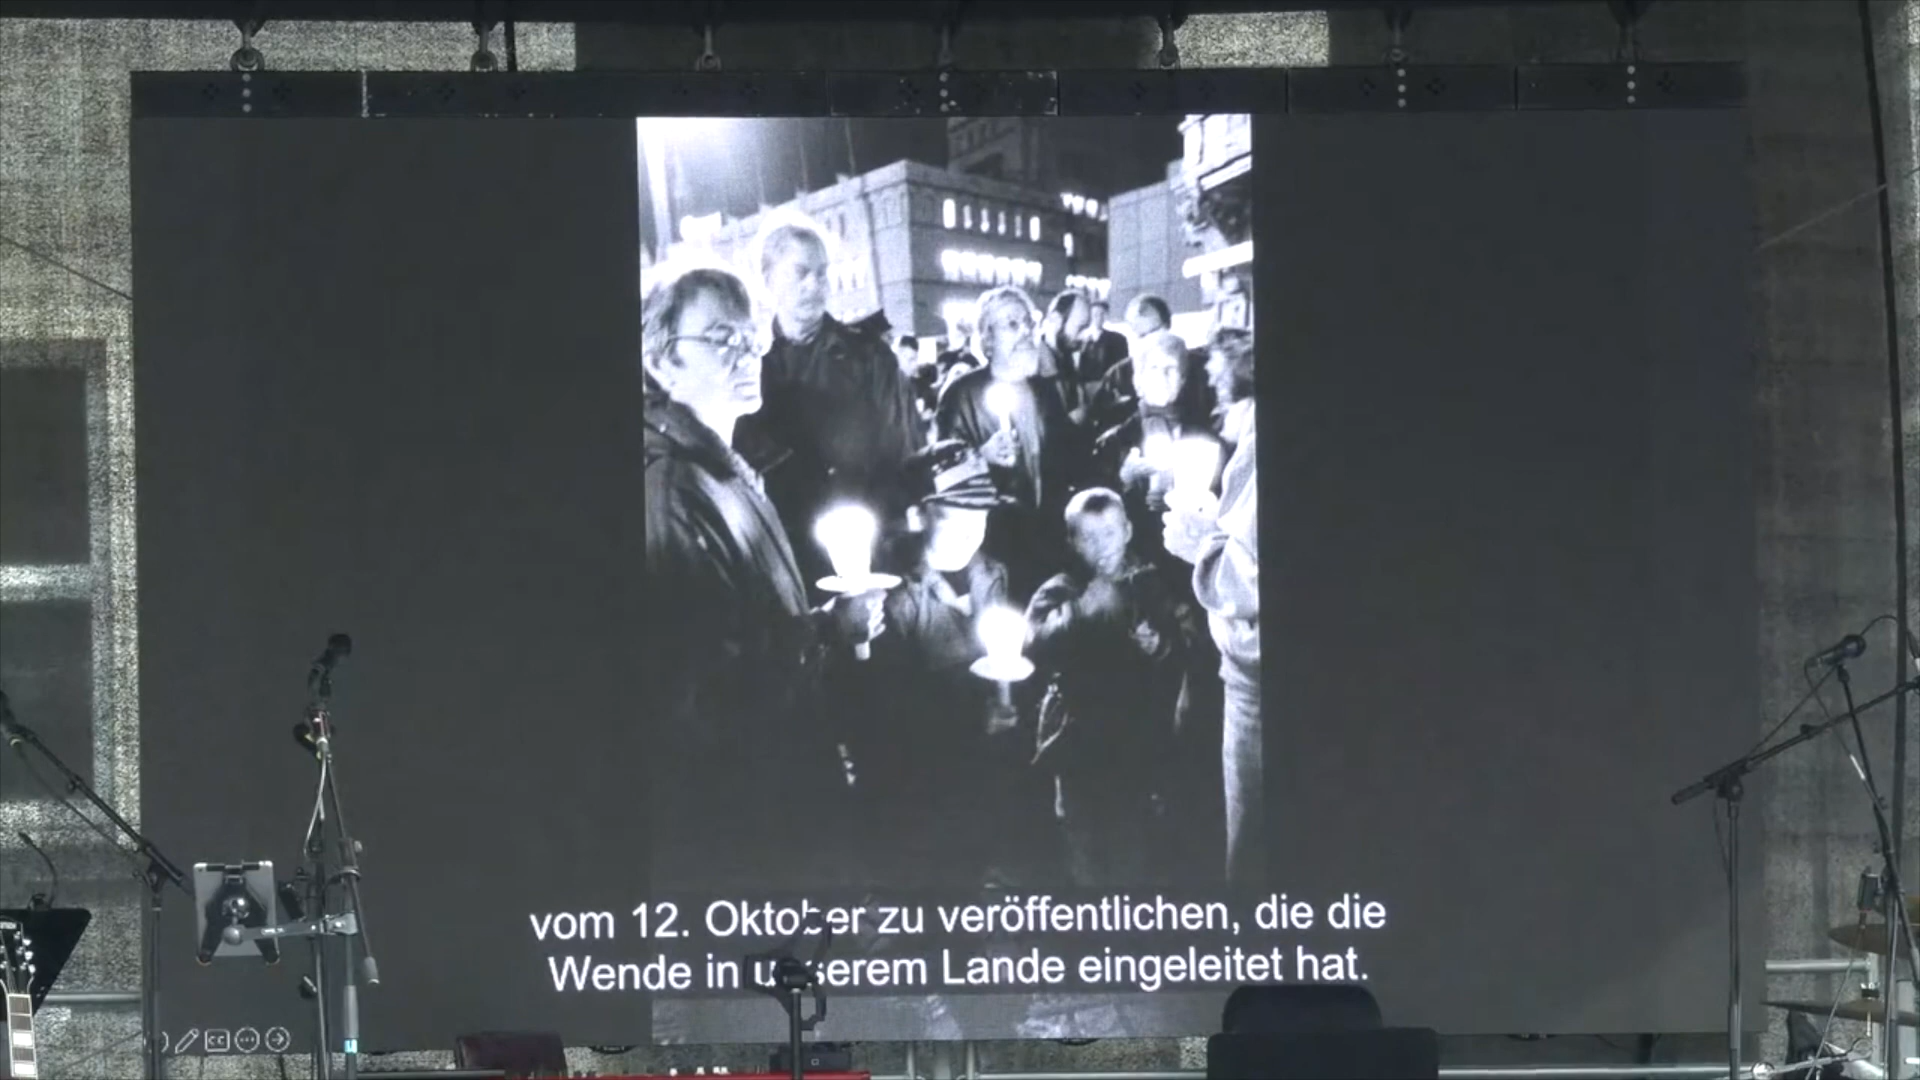 vom 12. Oktober zu veröffentlichen, die die
Wende in unserem Lande eingeleitet hat.